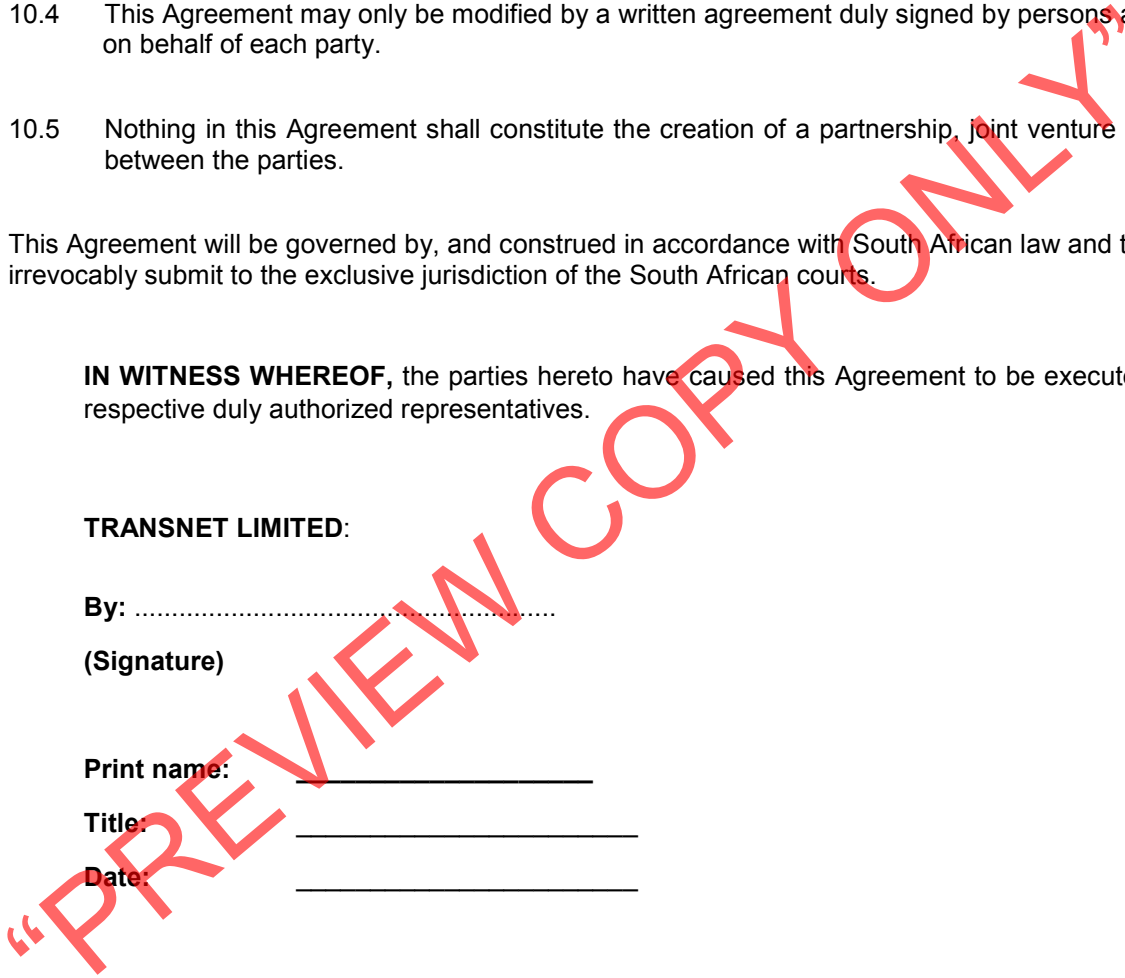 10.4 This Agreement may only be modified by a written agreement duly signed by persons a
on behalf of each party.
10.5 Nothing in this Agreement shall constitute the creation of a partnership, joint venture
between the parties.
This Agreement will be governed by, and construed in accordance with South African law and t
irrevocably submit to the exclusive jurisdiction of the South African courts.
IN WITNESS WHEREOF, the parties hereto have caused this Agreement to be execute
respective duly authorized representatives.
TRANSNET LIMITED:
By: .........................................................
(Signature)
Print name: ____________________
Title: _______________________
Date: _______________________
“PREVIEW COPY ONLY”